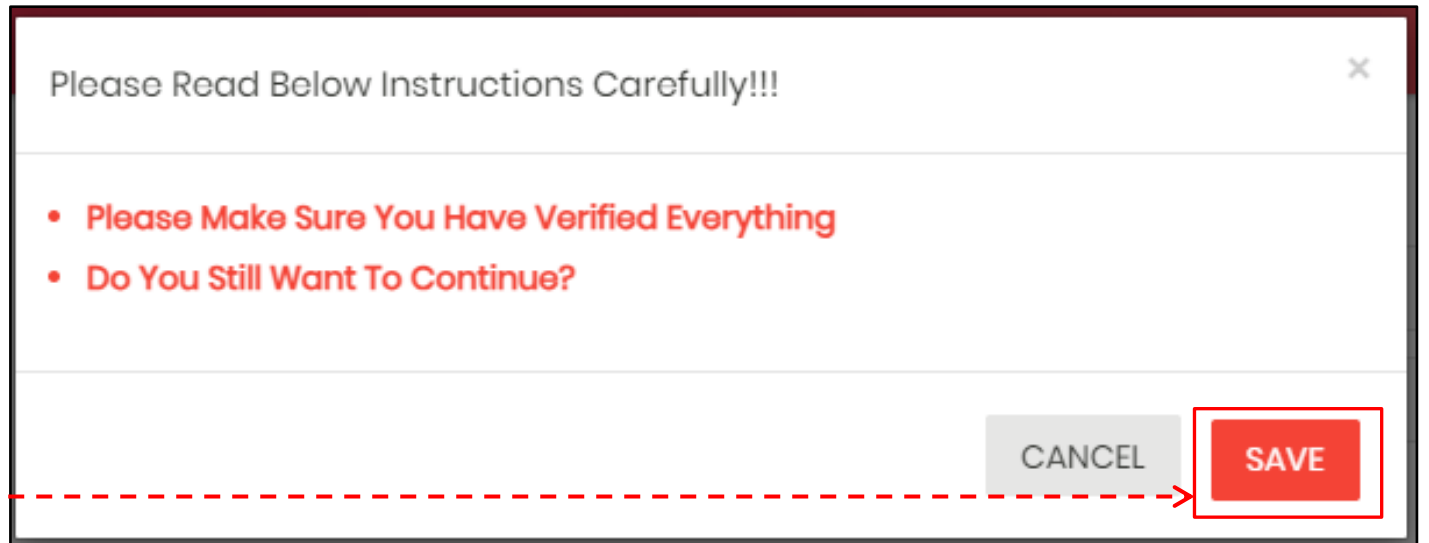 Please Read Below Instructions Carefully!!!
×
• Please Make Sure You Have Verified Everything
• Do You Still Want To Continue?
CANCEL SAVE